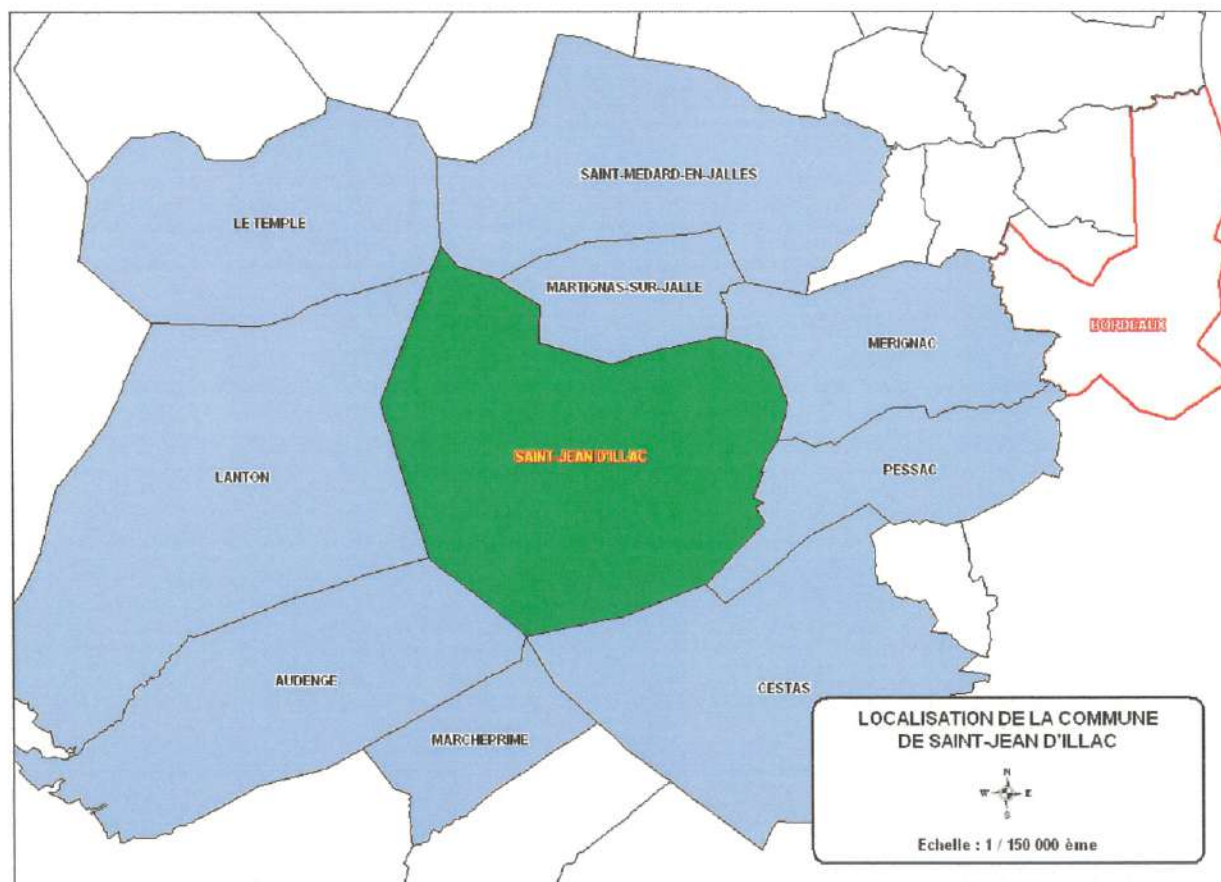 SAINT-MEDARD-EN-JALLES
LE TEMPLE
MARTIGNAS-SUR-JALLE
BORDEAUX
MERIGNAC
SAINT-JEAN D'ILLAC
PESSAC
LANTON
AUDENGE
CESTAS
MARCHEPRIME
LOCALISATION DE LA COMMUNE
DE SAINT-JEAN D'ILLAC
N
W E
S
Echelle : 1 / 150 000 ème